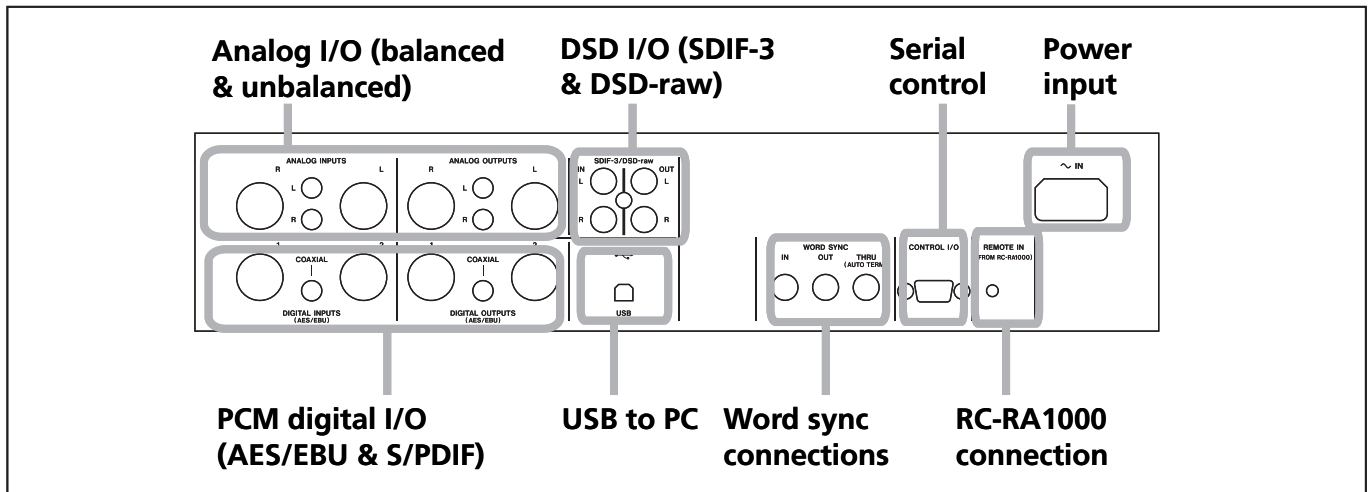 Analog I/O (balanced
& unbalanced)
DSD I/O (SDIF-3
& DSD-raw)
Serial
control
Power
input
ANALOG INPUTS
R
L
L
R
ANALOG OUTPUTS
R
L
L
R
SDIF-3/DSD-raw
IN
OUT
L
L
R
R
~ IN
1
2
COAXIAL
DIGITAL INPUTS
(AES/EBU)
1
2
COAXIAL
DIGITAL OUTPUTS
(AES/EBU)
USB
WORD SYNC
IN
OUT
THRU
(AUTO TERM
CONTROL I/O
REMOTE IN
FROM RC-RA1000)
PCM digital I/O
(AES/EBU & S/PDIF)
USB to PC
Word sync
connections
RC-RA1000
connection